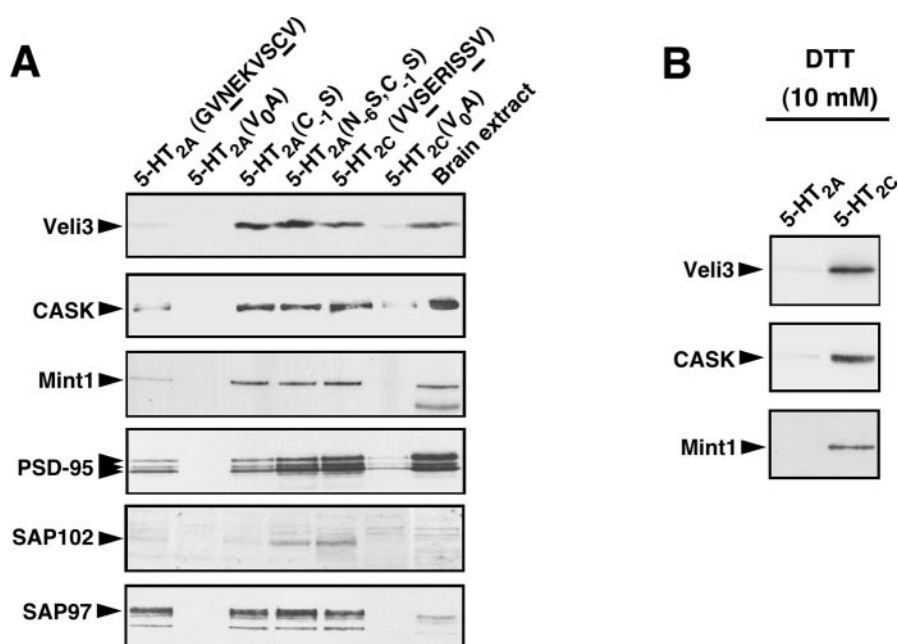 A
B
5-HT2A (GVNEKVSCV)
5-HT2A(V0A)
5-HT2A(C-1S)
5-HT2A(N-6S,C-1S)
5-HT2C (VVSERISSV)
5-HT2C(V0A)
Brain extract
Veli3
CASK
Mint1
PSD-95
SAP102
SAP97
DTT
(10 mM)
5-HT2A
5-HT2C
Veli3
CASK
Mint1